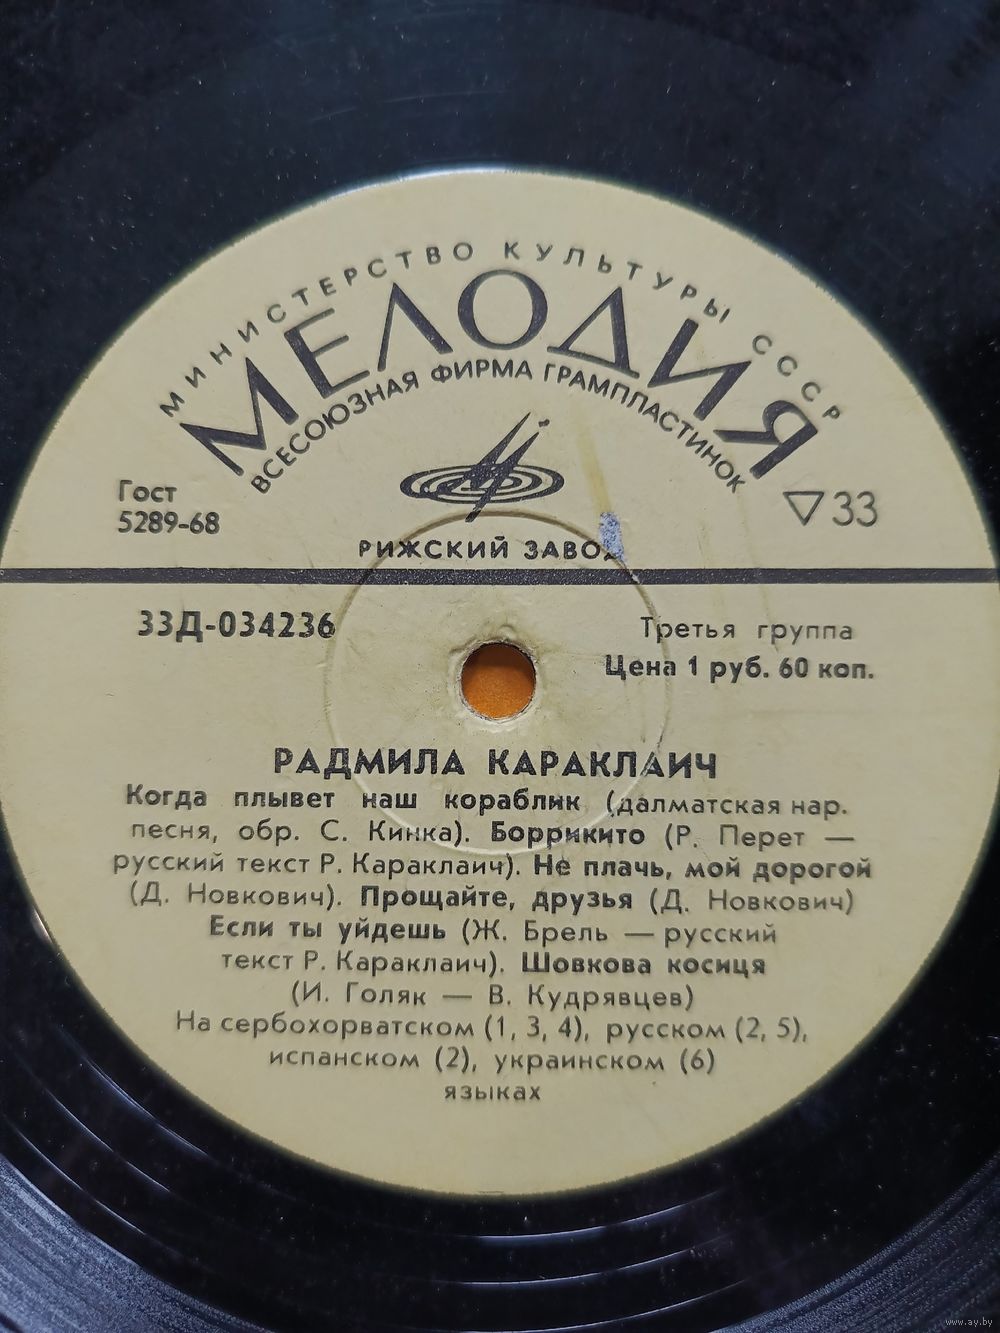 МИНИСТЕРСТВО КУЛЬТУРЫ СССР
МЕЛОДИЯ
ВСЕСОЮЗНАЯ ФИРМА ГРАМПЛАСТИНОК
Гост
5289-68
▽33
РИЖСКИЙ ЗАВОД
33Д-034236
Третья группа
Цена 1 руб. 60 коп.
РАДМИЛА КАРАКЛАИЧ
Когда плывет наш кораблик (далматская нар.
песня, обр. С. Кинка). Боррикито (Р. Перет —
русский текст Р. Караклаич). Не плачь, мой дорогой
(Д. Новкович). Прощайте, друзья (Д. Новкович)
Если ты уйдешь (Ж. Брель — русский
текст Р. Караклаич). Шовкова косиця
(И. Голяк — В. Кудрявцев)
На сербохорватском (1, 3, 4), русском (2, 5),
испанском (2), украинском (6)
языках
www.ay.by